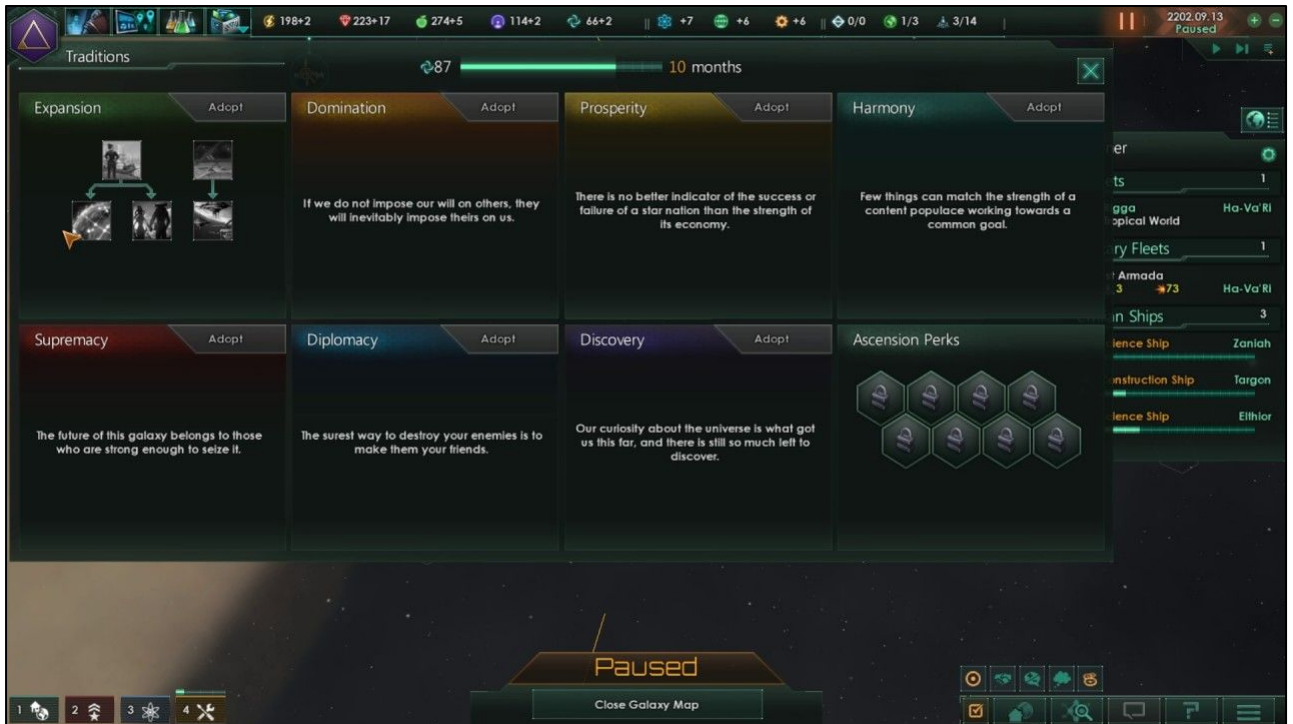 198+2 223+17 274+5 114+2 66+2 +7 +6 +6 0/0 1/3 3/14
2202.09.13
Paused
Traditions
87 10 months
Expansion Adopt
Domination Adopt
Prosperity Adopt
Harmony Adopt
If we do not impose our will on others, they
will inevitably impose theirs on us.
There is no better indicator of the success or
failure of a star nation than the strength of
its economy.
Few things can match the strength of a
content populace working towards a
common goal.
Supremacy Adopt
Diplomacy Adopt
Discovery Adopt
Ascension Perks
The future of this galaxy belongs to those
who are strong enough to seize it.
The surest way to destroy your enemies is to
make them your friends.
Our curiosity about the universe is what got
us this far, and there is still so much left to
discover.
er
ts 1
gga Ha-Va'Ri
opical World
ry Fleets 1
Armada
3 73 Ha-Va'Ri
n Ships 3
ience Ship Zaniah
nstruction Ship Targon
ience Ship Elthior
Paused
Close Galaxy Map
1 2 3 4